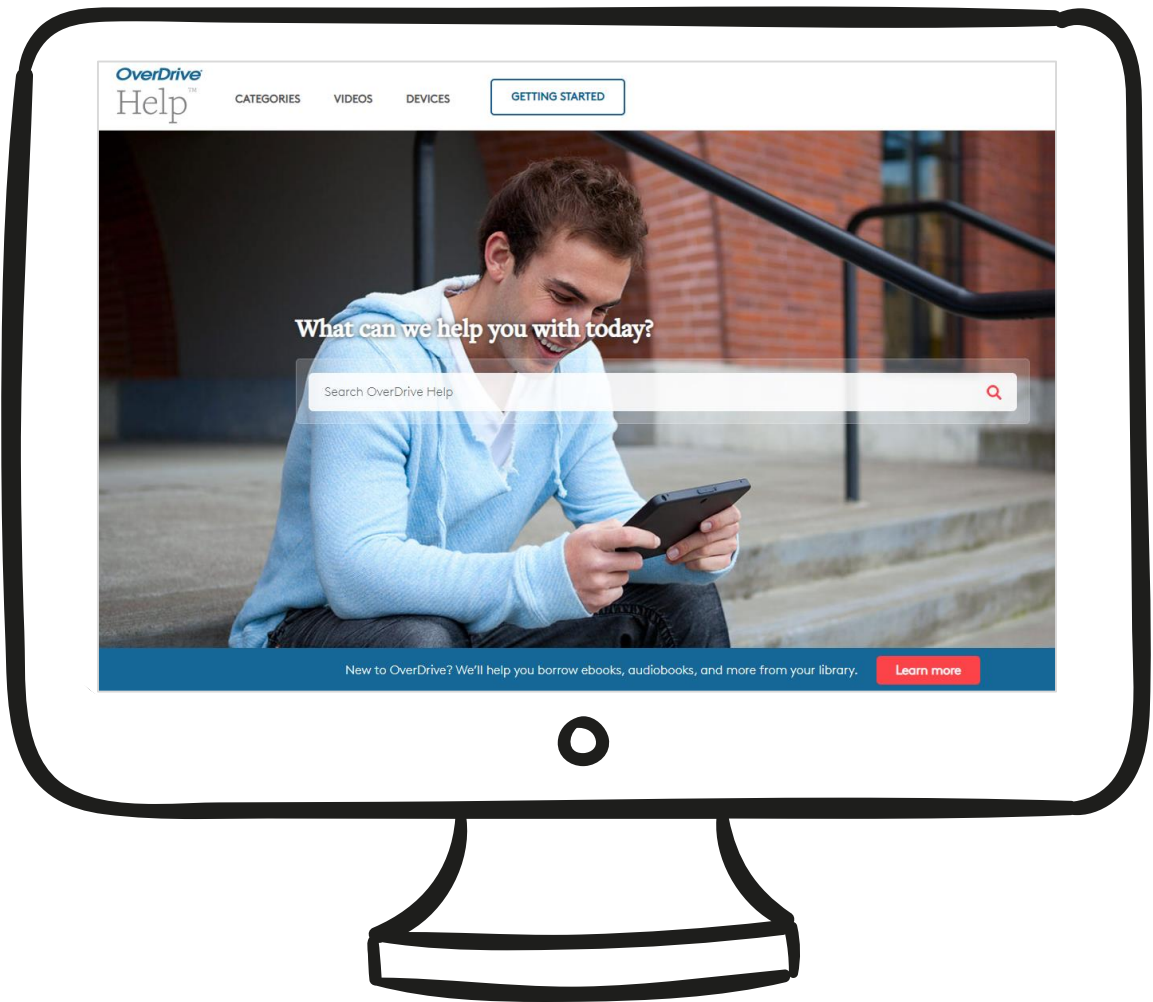 OverDrive
Help™
CATEGORIES VIDEOS DEVICES GETTING STARTED
What can we help you with today?
Search OverDrive Help
New to OverDrive? We'll help you borrow ebooks, audiobooks, and more from your library. Learn more